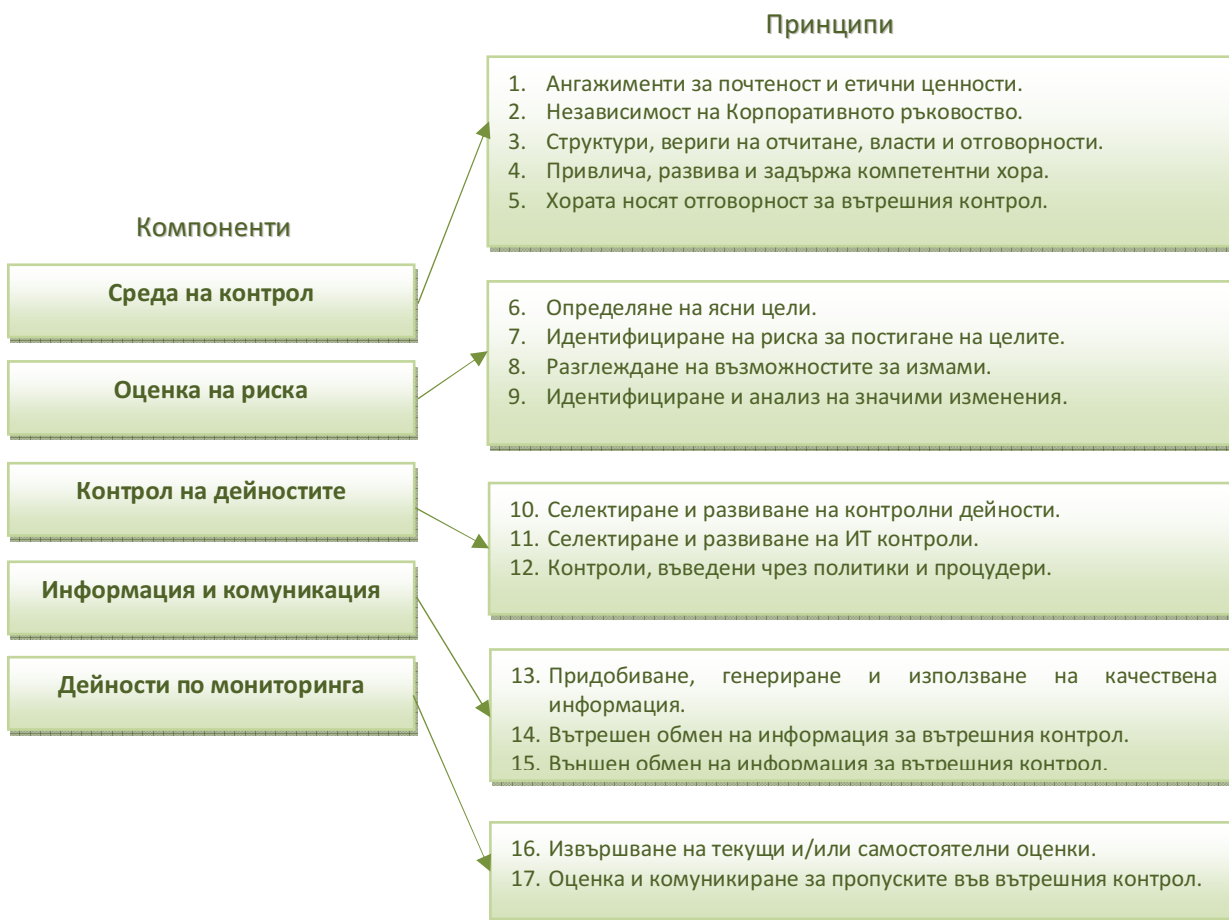 Принципи
1. Ангажименти за почтеност и етични ценности.
2. Независимост на Корпоративното ръковоство.
3. Структури, вериги на отчитане, власти и отговорности.
4. Привлича, развива и задържа компетентни хора.
5. Хората носят отговорност за вътрешния контрол.
Компоненти
Среда на контрол
6. Определяне на ясни цели.
7. Идентифициране на риска за постигане на целите.
8. Разглеждане на възможностите за измами.
9. Идентифициране и анализ на значими изменения.
Оценка на риска
Контрол на дейностите
10. Селектиране и развиване на контролни дейности.
11. Селектиране и развиване на ИТ контроли.
12. Контроли, въведени чрез политики и процудери.
Информация и комуникация
Дейности по мониторинга
13. Придобиване, генериране и използване на качествена
информация.
14. Вътрешен обмен на информация за вътрешния контрол.
15. Външен обмен на информация за вътрешния контрол.
16. Извършване на текущи и/или самостоятелни оценки.
17. Оценка и комуникиране за пропуските във вътрешния контрол.